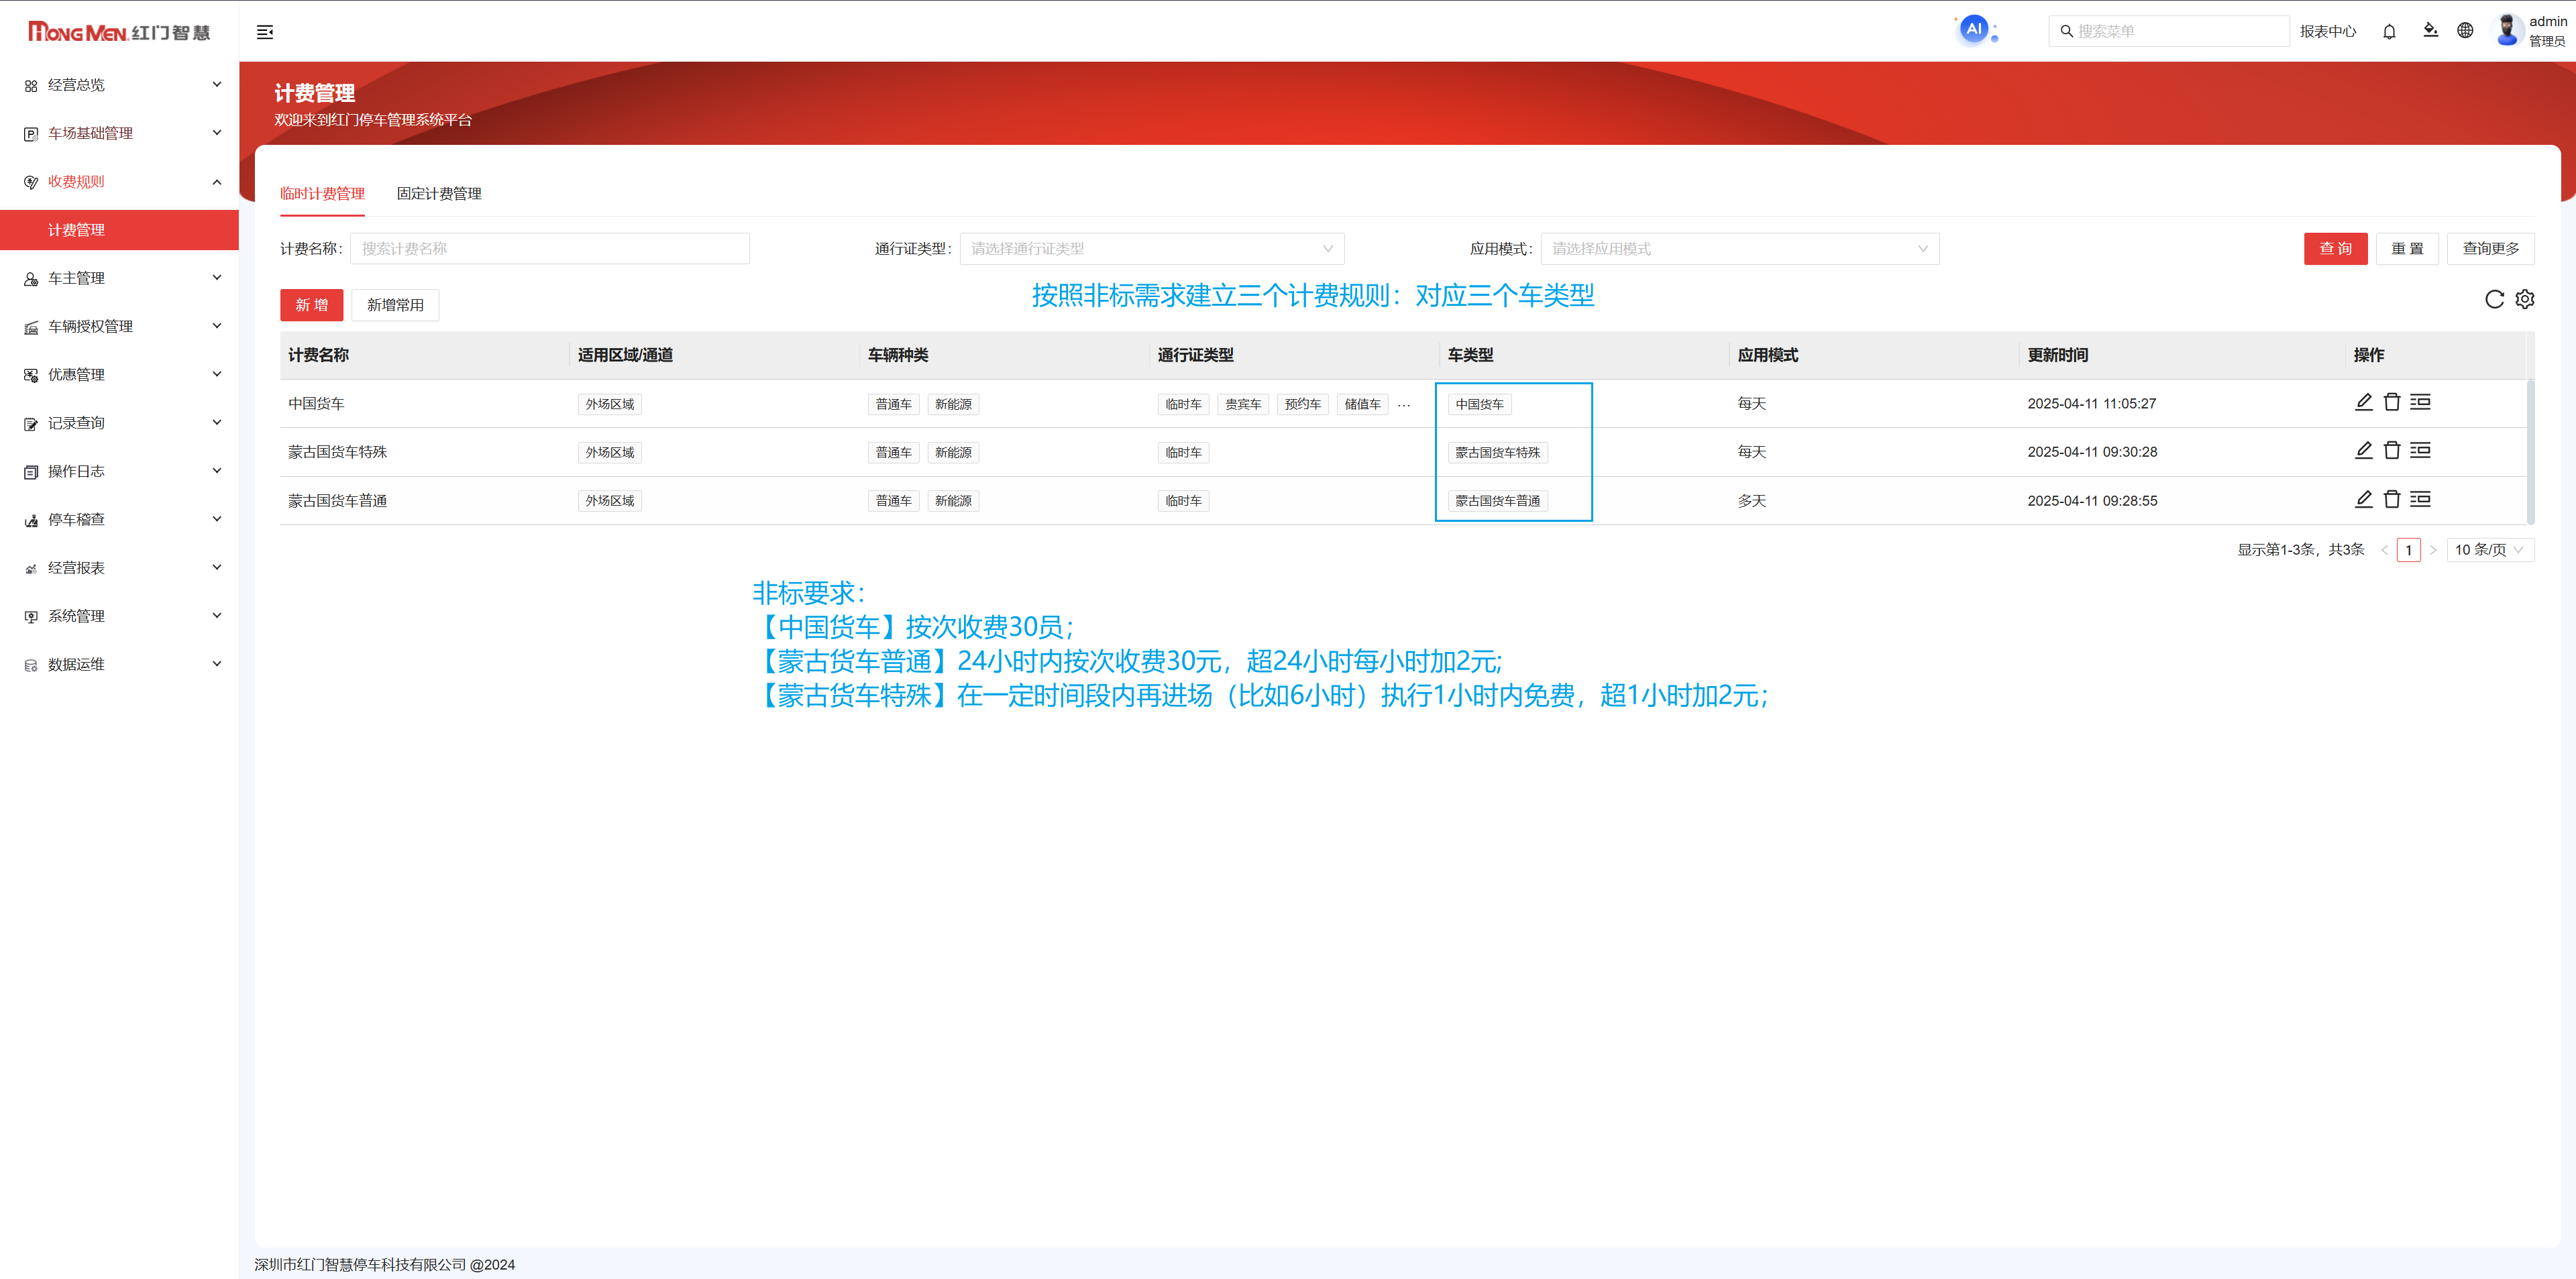 HONG MEN 红门智慧
AI
搜索菜单
报表中心
admin
管理员
经营总览
车场基础管理
收费规则
计费管理
车主管理
车辆授权管理
优惠管理
记录查询
操作日志
停车稽查
经营报表
系统管理
数据运维
计费管理
欢迎来到红门停车管理系统平台
临时计费管理 固定计费管理
计费名称: 搜索计费名称 通行证类型: 请选择通行证类型 应用模式: 请选择应用模式 查 询 重 置 查询更多
按照非标需求建立三个计费规则：对应三个车类型
新 增 新增常用
计费名称 适用区域/通道 车辆种类 通行证类型 车类型 应用模式 更新时间 操作
中国货车 外场区域 普通车 新能源 临时车 贵宾车 预约车 储值车 ... 中国货车 每天 2025-04-11 11:05:27
蒙古国货车特殊 外场区域 普通车 新能源 临时车 蒙古国货车特殊 每天 2025-04-11 09:30:28
蒙古国货车普通 外场区域 普通车 新能源 临时车 蒙古国货车普通 多天 2025-04-11 09:28:55
显示第1-3条，共3条 < 1 > 10 条/页
非标要求：
【中国货车】按次收费30员；
【蒙古货车普通】24小时内按次收费30元，超24小时每小时加2元;
【蒙古货车特殊】在一定时间段内再进场（比如6小时）执行1小时内免费，超1小时加2元；
深圳市红门智慧停车科技有限公司 @2024